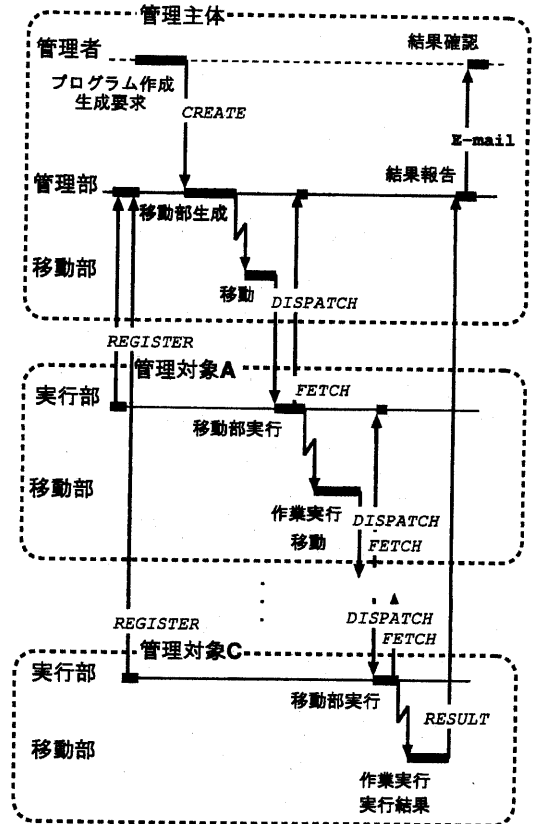 管理主体
管理者
結果確認
プログラム作成
生成要求
CREATE
E-mail
結果報告
管理部
移動部生成
移動部
移動
DISPATCH
REGISTER
管理対象A
実行部
FETCH
移動部実行
移動部
作業実行
DISPATCH
移動
FETCH
DISPATCH
REGISTER
FETCH
管理対象C
実行部
移動部実行
RESULT
移動部
作業実行
実行結果